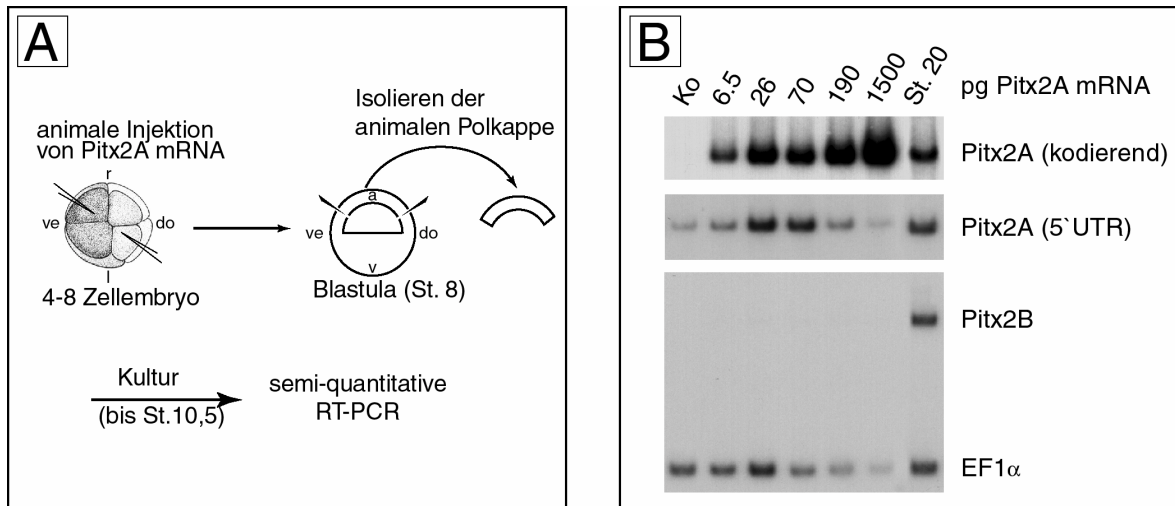 A
animale Injektion
von Pitx2A mRNA
r
ve
do
l
4-8 Zellembryo
Isolieren der
animalen Polkappe
a
ve
do
v
Blastula (St. 8)
Kultur
(bis St.10,5)
semi-quantitative
RT-PCR
B
Ko 6.5 26 70 190 1500 St. 20 pg Pitx2A mRNA
Pitx2A (kodierend)
Pitx2A (5`UTR)
Pitx2B
EF1α